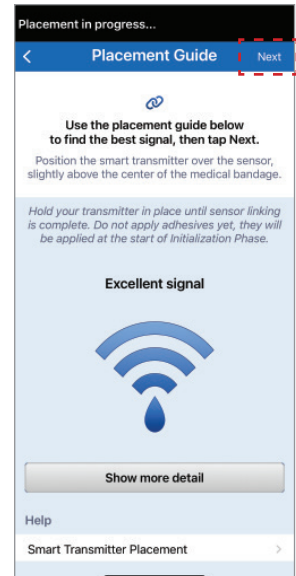 Placement in progress...
Placement Guide Next
Use the placement guide below
to find the best signal, then tap Next.
Position the smart transmitter over the sensor,
slightly above the center of the medical bandage.
Hold your transmitter in place until sensor linking
is complete. Do not apply adhesives yet, they will
be applied at the start of Initialization Phase.
Excellent signal
Show more detail
Help
Smart Transmitter Placement